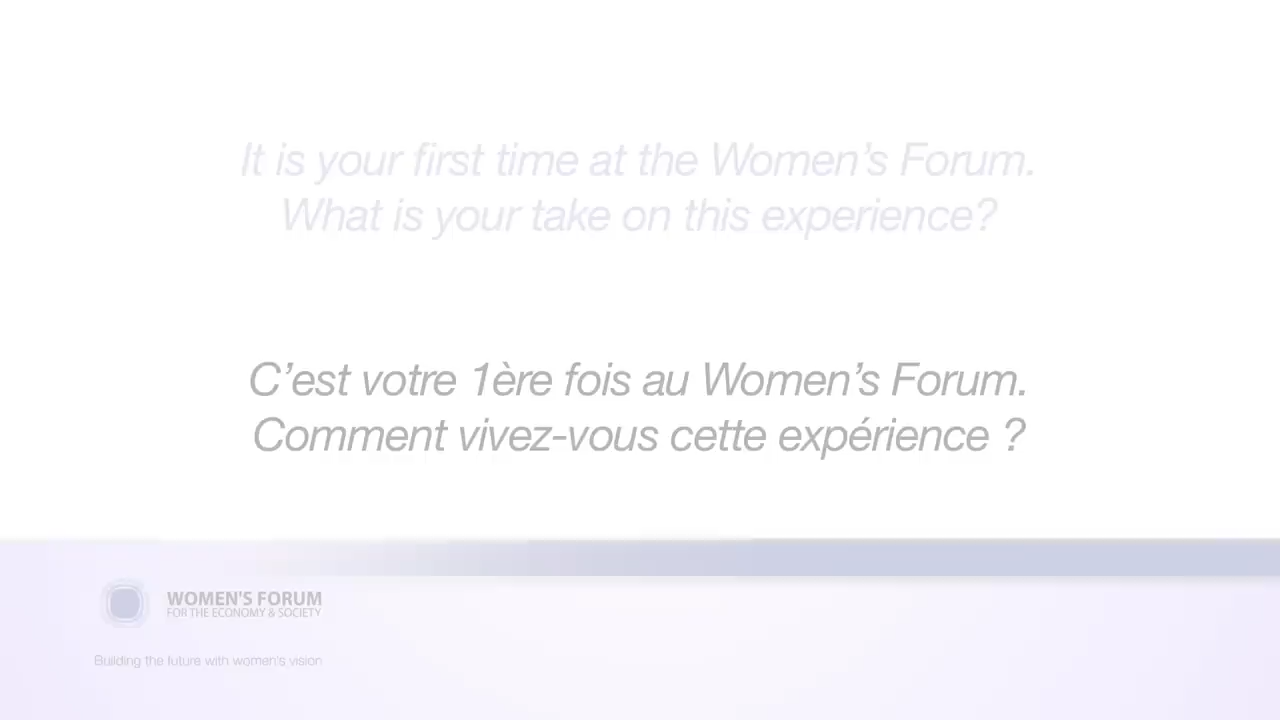 It is your first time at the Women’s Forum.
What is your take on this experience?
C’est votre 1ère fois au Women’s Forum.
Comment vivez-vous cette expérience ?
WOMEN'S FORUM
FOR THE ECONOMY & SOCIETY
Building the future with women's vision